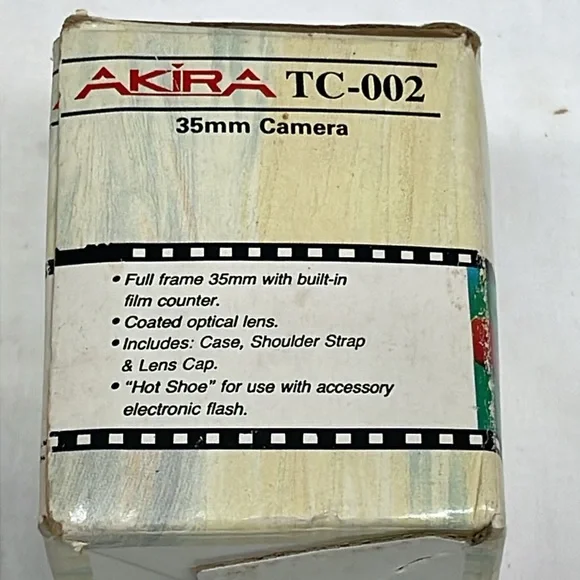 AKIRA TC-002
35mm Camera
• Full frame 35mm with built-in
film counter.
• Coated optical lens.
• Includes: Case, Shoulder Strap
& Lens Cap.
• "Hot Shoe" for use with accessory
electronic flash.